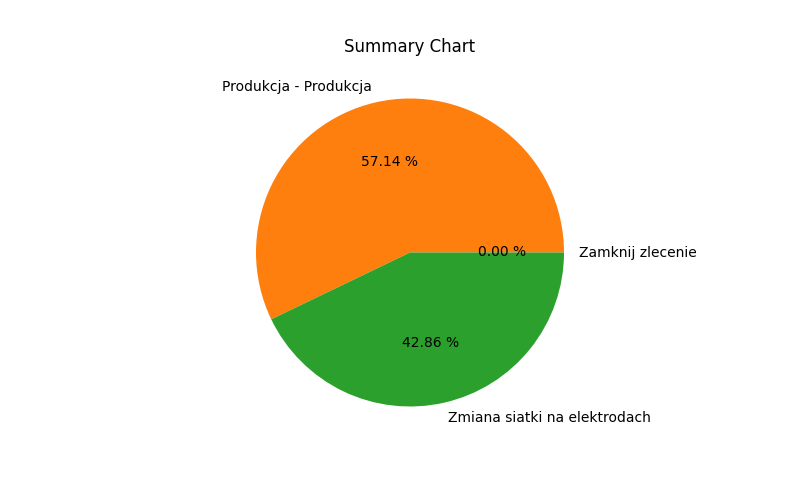 Summary Chart
Produkcja - Produkcja
57.14 %
0.00 %
Zamknij zlecenie
42.86 %
Zmiana siatki na elektrodach